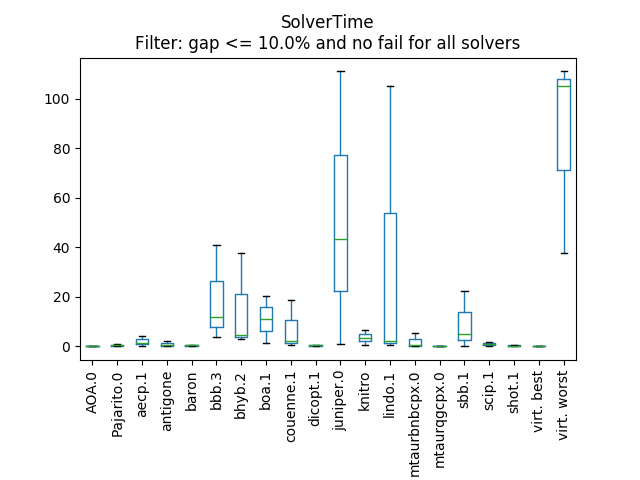 SolverTime
Filter: gap <= 10.0% and no fail for all solvers
100
80
60
40
20
0
AOA.0
Pajarito.0
aecp.1
antigone
baron
bbb.3
bhyb.2
boa.1
couenne.1
dicopt.1
juniper.0
knitro
lindo.1
mtaurbnbcpx.0
mtaurqgcpx.0
sbb.1
scip.1
shot.1
virt. best
virt. worst